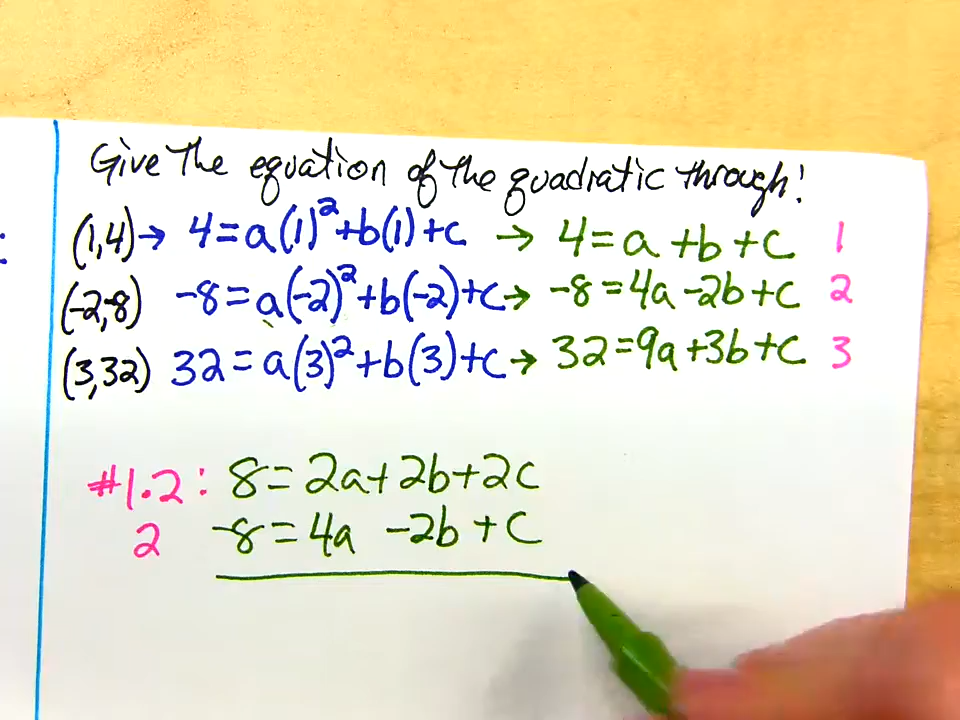 Give The equation of the quadratic through:
:
(1,4) → 4=a(1)²+b(1)+c → 4=a+b+c 1
(-2,-8) -8=a(-2)²+b(-2)+c → -8=4a-2b+c 2
(3,32) 32=a(3)²+b(3)+c → 32=9a+3b+c 3
#1·2: 8=2a+2b+2c
2 -8=4a-2b+c